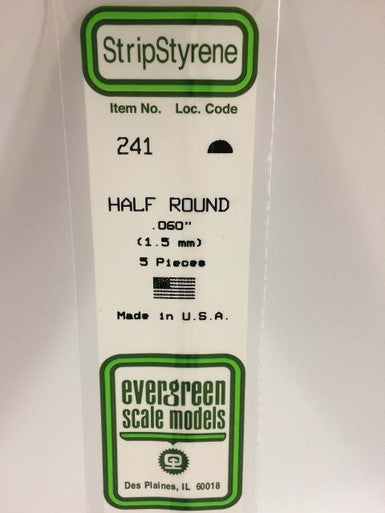 StripStyrene
Item No. Loc. Code
241
HALF ROUND
.060"
(1.5 mm)
5 Pieces
Made in U.S.A.
evergreen
scale models
Des Plaines, IL 60018